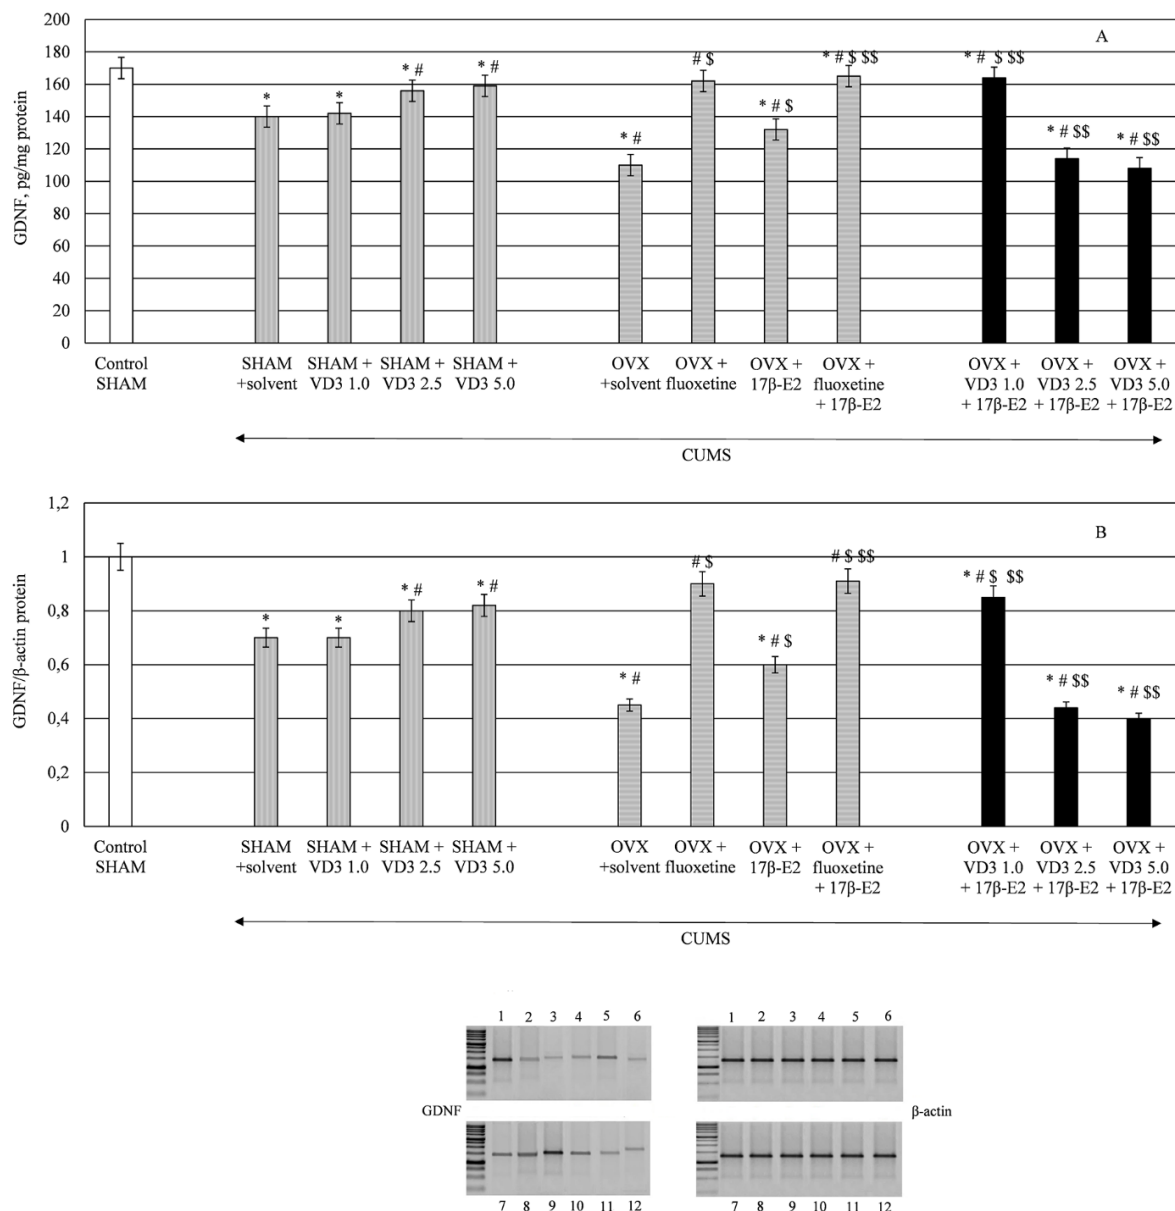 A
GDNF, pg/mg protein
200
180
160
140
120
100
80
60
40
20
0
*
*
* #
* #
* #
# $
* # $
* # $ $$
* # $ $$
* # $$
* # $$
Control
SHAM
SHAM
+solvent
SHAM +
VD3 1.0
SHAM +
VD3 2.5
SHAM +
VD3 5.0
OVX
+solvent
OVX +
fluoxetine
OVX +
17β-E2
OVX +
fluoxetine
+ 17β-E2
OVX +
VD3 1.0
+ 17β-E2
OVX +
VD3 2.5
+ 17β-E2
OVX +
VD3 5.0
+ 17β-E2
CUMS
B
GDNF/β-actin protein
1,2
1
0,8
0,6
0,4
0,2
0
*
*
* #
* #
* #
# $
* # $
# $ $$
* # $ $$
* # $$
* # $$
Control
SHAM
SHAM
+solvent
SHAM +
VD3 1.0
SHAM +
VD3 2.5
SHAM +
VD3 5.0
OVX
+solvent
OVX +
fluoxetine
OVX +
17β-E2
OVX +
fluoxetine
+ 17β-E2
OVX +
VD3 1.0
+ 17β-E2
OVX +
VD3 2.5
+ 17β-E2
OVX +
VD3 5.0
+ 17β-E2
CUMS
1 2 3 4 5 6
1 2 3 4 5 6
GDNF
β-actin
7 8 9 10 11 12
7 8 9 10 11 12